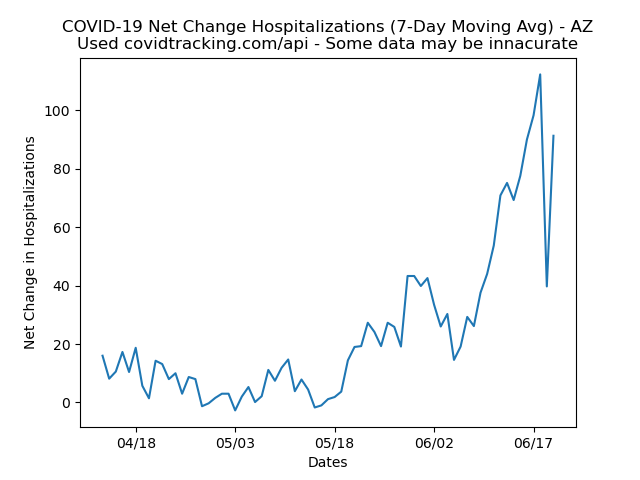 COVID-19 Net Change Hospitalizations (7-Day Moving Avg) - AZ
Used covidtracking.com/api - Some data may be innacurate
Net Change in Hospitalizations
100
80
60
40
20
0
04/18 05/03 05/18 06/02 06/17
Dates